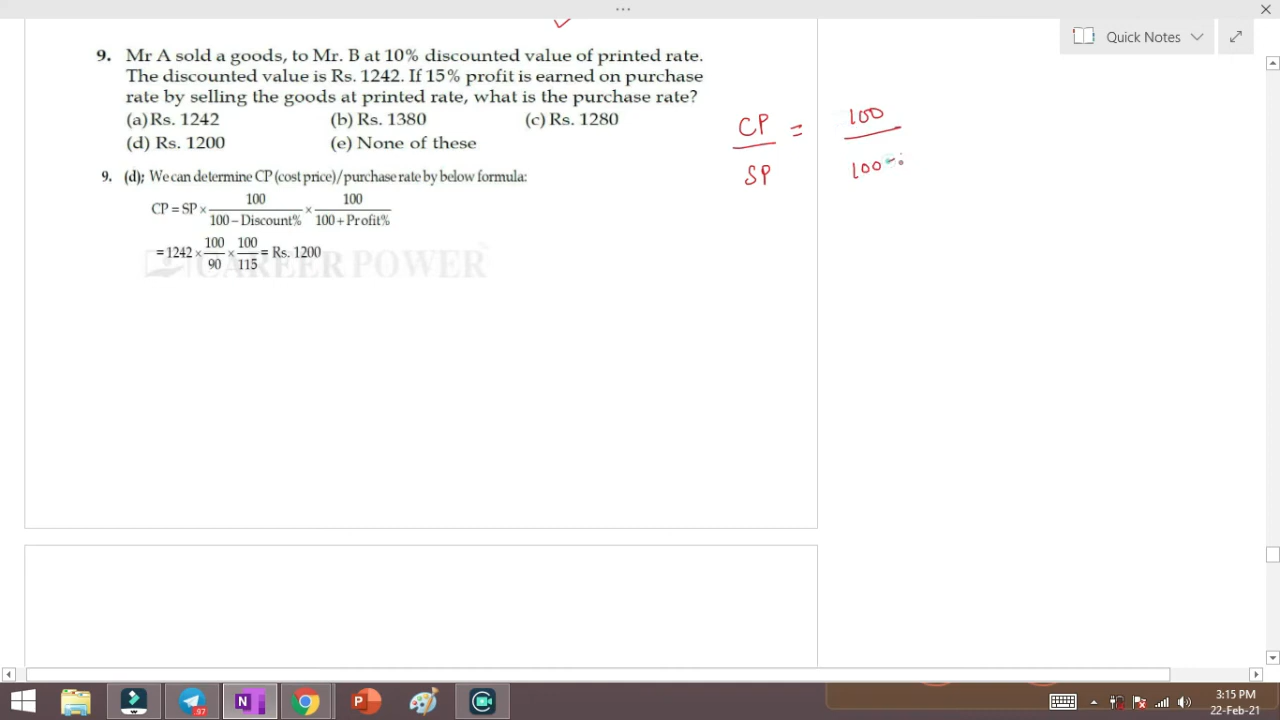 Quick Notes
9. Mr A sold a goods, to Mr. B at 10% discounted value of printed rate.
The discounted value is Rs. 1242. If 15% profit is earned on purchase
rate by selling the goods at printed rate, what is the purchase rate?
(a) Rs. 1242 (b) Rs. 1380 (c) Rs. 1280
(d) Rs. 1200 (e) None of these
CP / SP = 100 / 100 -
9. (d); We can determine CP (cost price)/purchase rate by below formula:
CP = SP × 100 / 100 – Discount% × 100 / 100 + Profit%
= 1242 × 100 / 90 × 100 / 115 = Rs. 1200
CAREER POWER
97
3:15 PM
22-Feb-21